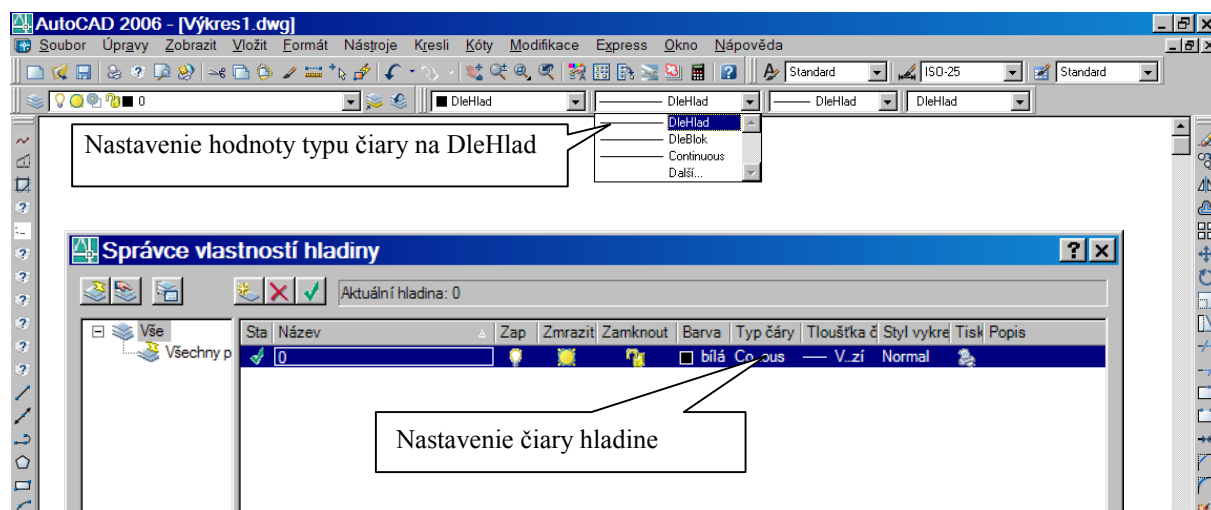 AutoCAD 2006 - [Výkres1.dwg]
Soubor Úpravy Zobrazit Vložit Formát Nástroje Kresli Kóty Modifikace Express Okno Nápověda
Standard ISO-25 Standard
0 DleHlad DleHlad DleHlad DleHlad
DleHlad
DleBlok
Continuous
Další...
Nastavenie hodnoty typu čiary na DleHlad
Správce vlastností hladiny
Aktuální hladina: 0
Vše
Všechny p
Sta Název Zap Zmrazit Zamknout Barva Typ čáry Tloušťka č Styl vykre Tisk Popis
0 bílá Co...ous V...zí Normal
Nastavenie čiary hladine